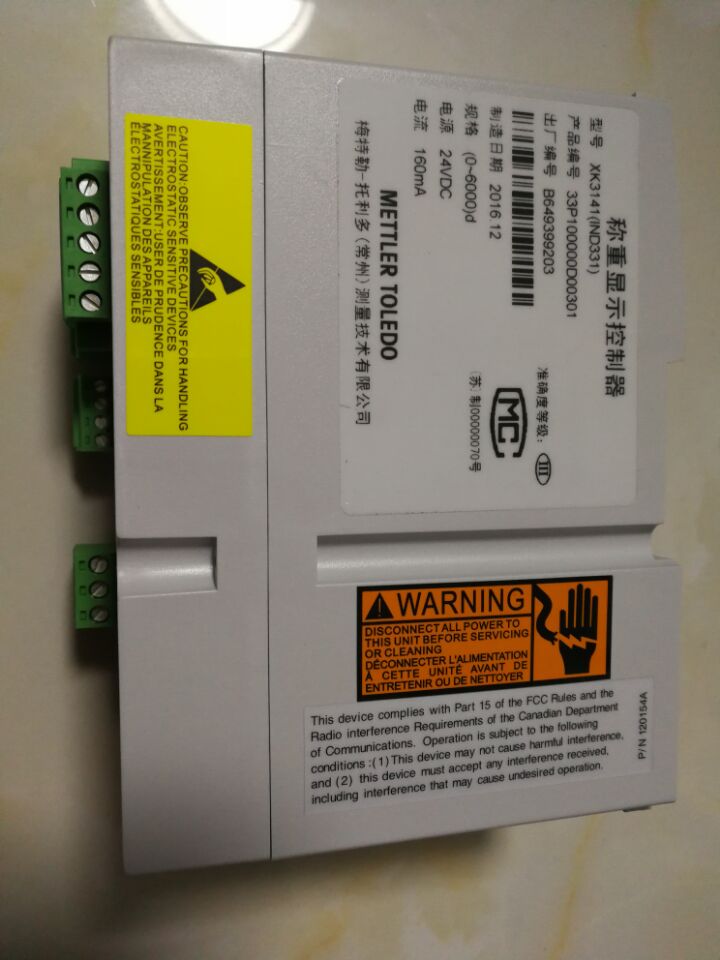 称重显示控制器
型号 XK3141(IND331)
产品编号 33P100000D00301
出厂编号 B649399203
准确度等级: III
MC
(苏)制00000070号
制造日期 2016.12
规格 (0~6000)d
电源 24VDC
电流 160mA
METTLER TOLEDO
梅特勒-托利多(常州)测量技术有限公司
CAUTION:OBSERVE PRECAUTIONS FOR HANDLING
ELECTROSTATIC SENSITIVE DEVICES
AVERTISSEMENT:USER DE PRUDENCE DANS LA
MANNIPULATION DES APPAREILS
ÉLECTROSTATIQUES SENSIBLES
WARNING
DISCONNECT ALL POWER TO
THIS UNIT BEFORE SERVICING
OR CLEANING
DÉCONNECTER L'ALIMENTATION
À CETTE UNITÉ AVANT DE
ENTRETENIR OU DE NETTOYER
This device complies with Part 15 of the FCC Rules and the
Radio interference Requirements of the Canadian Department
of Communications. Operation is subject to the following
conditions :(1)This device may not cause harmful interference,
and (2) this device must accept any interference received,
including interference that may cause undesired operation.
P/N 120154A